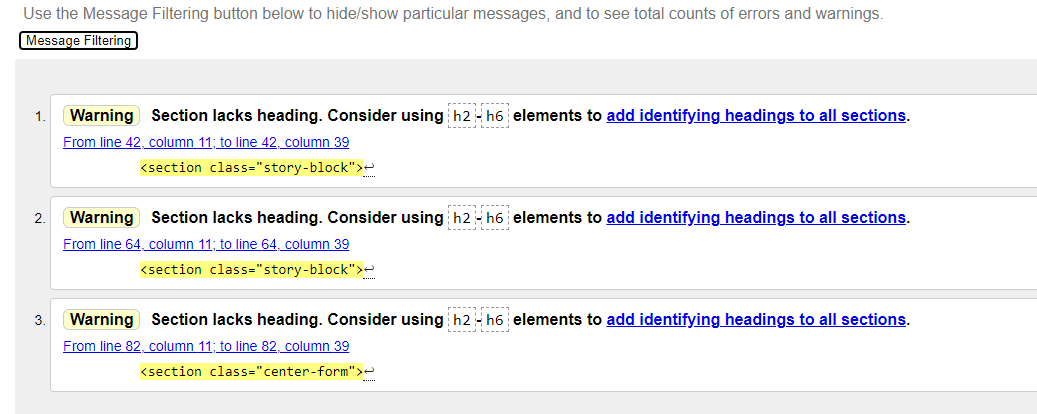 Use the Message Filtering button below to hide/show particular messages, and to see total counts of errors and warnings.
Message Filtering
1. Warning Section lacks heading. Consider using h2-h6 elements to add identifying headings to all sections.
From line 42, column 11; to line 42, column 39
<section class="story-block">↩
2. Warning Section lacks heading. Consider using h2-h6 elements to add identifying headings to all sections.
From line 64, column 11; to line 64, column 39
<section class="story-block">↩
3. Warning Section lacks heading. Consider using h2-h6 elements to add identifying headings to all sections.
From line 82, column 11; to line 82, column 39
<section class="center-form">↩